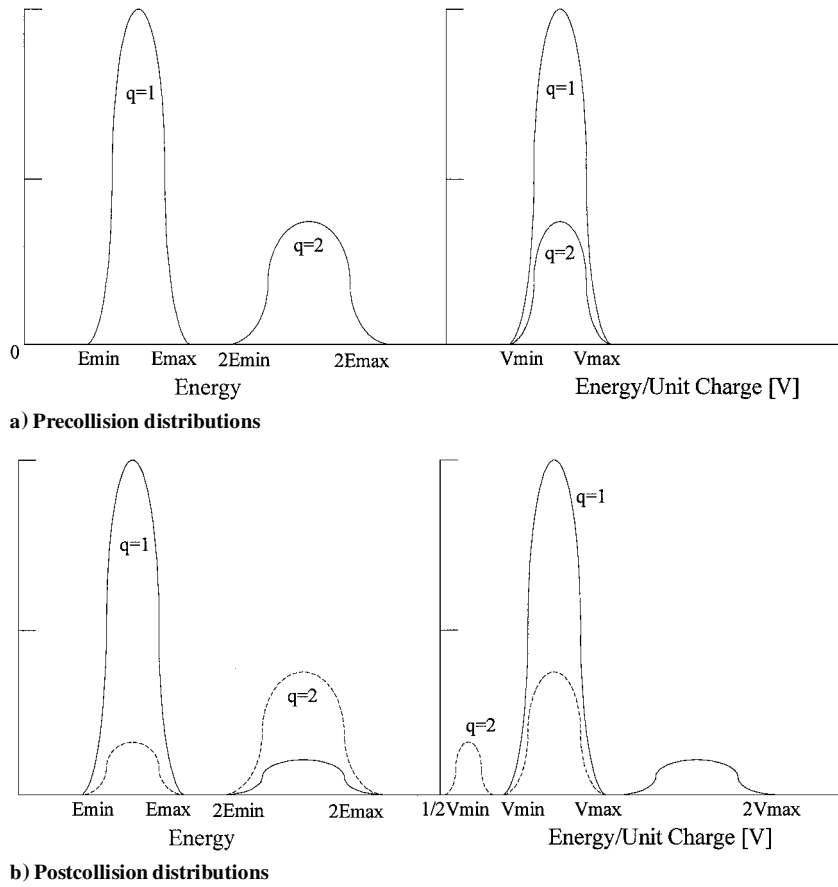 q=1
q=1
q=2
q=2
0
Emin Emax 2Emin 2Emax Vmin Vmax
Energy Energy/Unit Charge [V]
a) Precollision distributions
q=1
q=1
q=2
q=2
Emin Emax 2Emin 2Emax 1/2Vmin Vmin Vmax 2Vmax
Energy Energy/Unit Charge [V]
b) Postcollision distributions